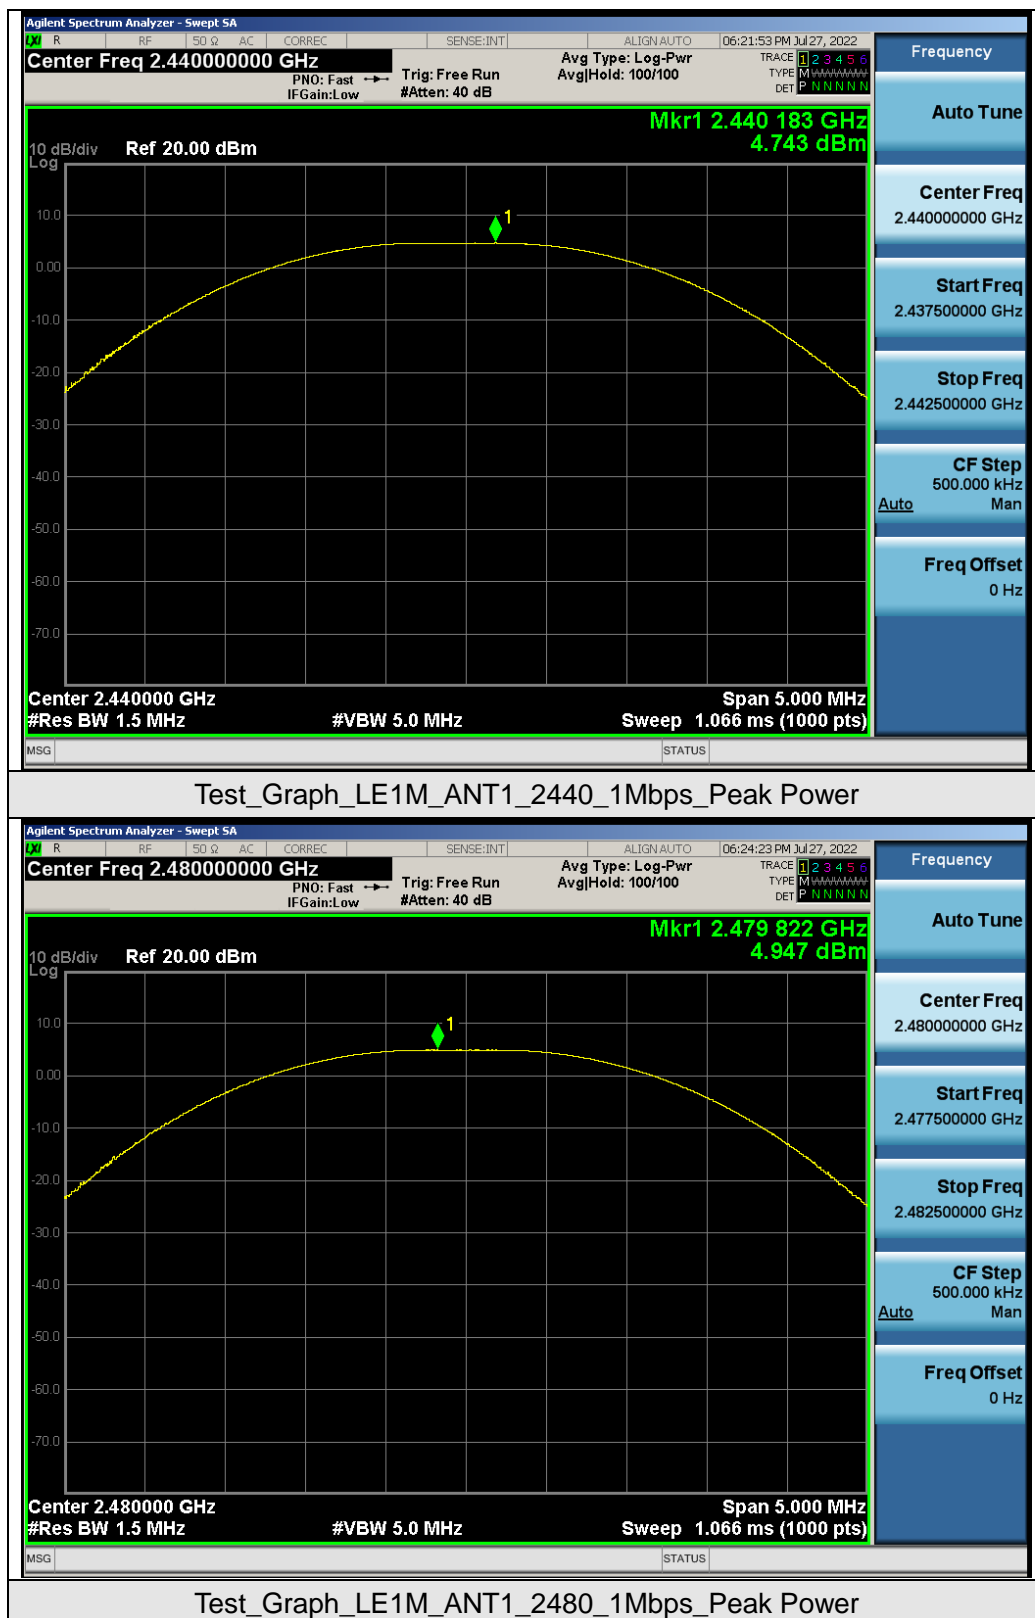 Agilent Spectrum Analyzer - Swept SA
LXI R RF 50 Ω AC CORREC SENSE:INT ALIGN AUTO 06:21:53 PM Jul 27, 2022
Center Freq 2.440000000 GHz
PNO: Fast
IFGain:Low
Trig: Free Run
#Atten: 40 dB
Avg Type: Log-Pwr
Avg|Hold: 100/100
TRACE 1 2 3 4 5 6
TYPE M
DET P N N N N N
Mkr1 2.440 183 GHz
4.743 dBm
10 dB/div Ref 20.00 dBm
Log
10.0
1
0.00
-10.0
-20.0
-30.0
-40.0
-50.0
-60.0
-70.0
Center 2.440000 GHz Span 5.000 MHz
#Res BW 1.5 MHz #VBW 5.0 MHz Sweep 1.066 ms (1000 pts)
MSG STATUS
Frequency
Auto Tune
Center Freq
2.440000000 GHz
Start Freq
2.437500000 GHz
Stop Freq
2.442500000 GHz
CF Step
500.000 kHz
Auto Man
Freq Offset
0 Hz
Test_Graph_LE1M_ANT1_2440_1Mbps_Peak Power
Agilent Spectrum Analyzer - Swept SA
LXI R RF 50 Ω AC CORREC SENSE:INT ALIGN AUTO 06:24:23 PM Jul 27, 2022
Center Freq 2.480000000 GHz
PNO: Fast
IFGain:Low
Trig: Free Run
#Atten: 40 dB
Avg Type: Log-Pwr
Avg|Hold: 100/100
TRACE 1 2 3 4 5 6
TYPE M
DET P N N N N N
Mkr1 2.479 822 GHz
4.947 dBm
10 dB/div Ref 20.00 dBm
Log
10.0
1
0.00
-10.0
-20.0
-30.0
-40.0
-50.0
-60.0
-70.0
Center 2.480000 GHz Span 5.000 MHz
#Res BW 1.5 MHz #VBW 5.0 MHz Sweep 1.066 ms (1000 pts)
MSG STATUS
Frequency
Auto Tune
Center Freq
2.480000000 GHz
Start Freq
2.477500000 GHz
Stop Freq
2.482500000 GHz
CF Step
500.000 kHz
Auto Man
Freq Offset
0 Hz
Test_Graph_LE1M_ANT1_2480_1Mbps_Peak Power